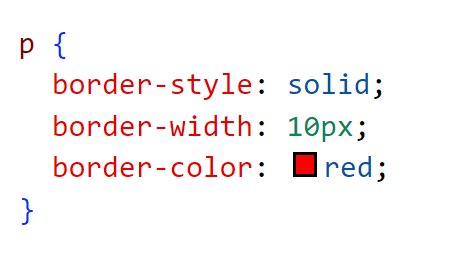 p {
  border-style: solid;
  border-width: 10px;
  border-color: red;
}